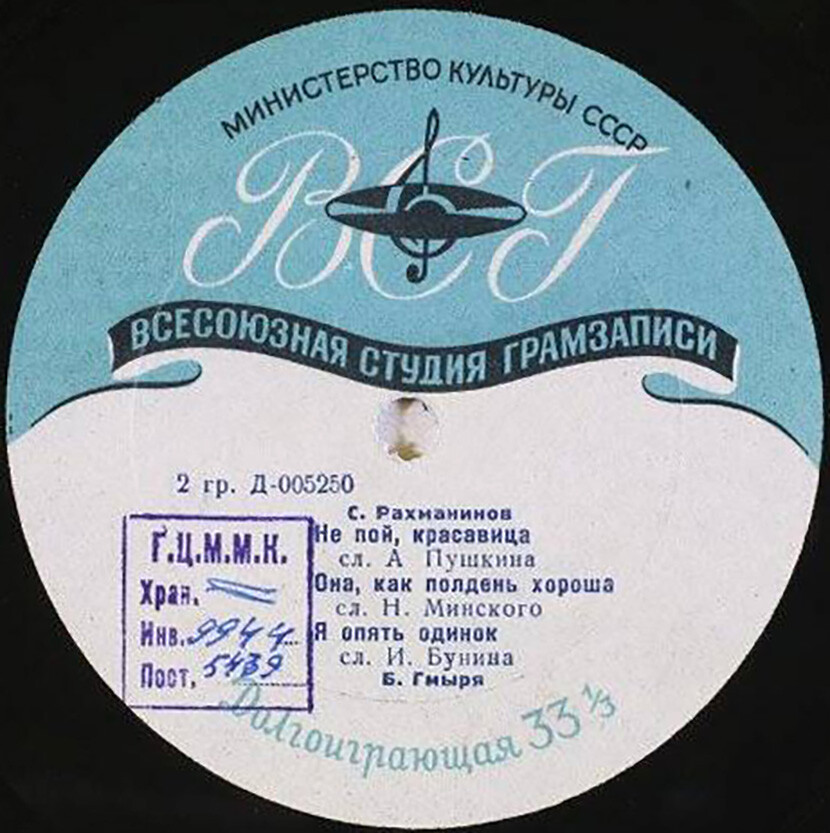 МИНИСТЕРСТВО КУЛЬТУРЫ СССР
ВСГ
ВСЕСОЮЗНАЯ СТУДИЯ ГРАМЗАПИСИ
2 гр. Д-005250
С. Рахманинов
Не пой, красавица
сл. А Пушкина
Она, как полдень хороша
сл. Н. Минского
Я опять одинок
сл. И. Бунина
Б. Гмыря
Г.Ц.М.М.К.
Хран.
Инв. 9944
Пост. 5439
Долгоиграющая 33 ⅓